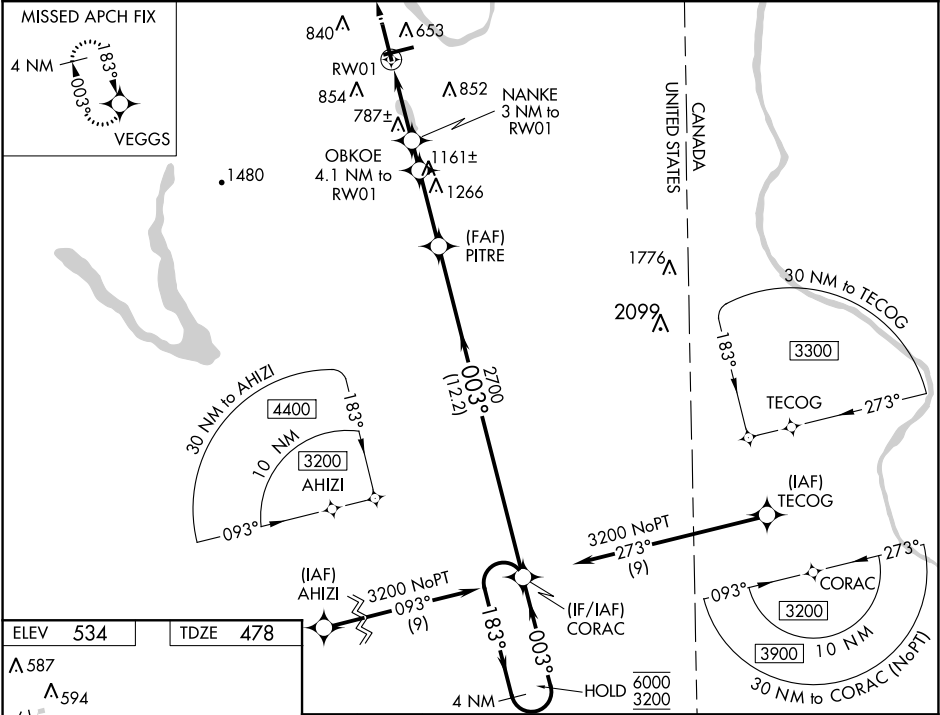 MISSED APCH FIX
4 NM
183°
003°
VEGGS
840
653
RW01
854
852
787±
NANKE
3 NM to
RW01
OBKOE
4.1 NM to
RW01
1161±
1266
1480
(FAF)
PITRE
CANADA
UNITED STATES
1776
2099
30 NM to TECOG
3300
183°
TECOG
273°
30 NM to AHIZI
4400
183°
10 NM
3200
AHIZI
093°
2700
003°
(12.2)
(IAF)
TECOG
3200 NoPT
273°
(9)
(IAF)
AHIZI
3200 NoPT
093°
(9)
(IF/IAF)
CORAC
183°
003°
4 NM
HOLD
6000
3200
093°
273°
CORAC
3200
10 NM
3900
30 NM to CORAC (NoPT)
ELEV 534
TDZE 478
587
594